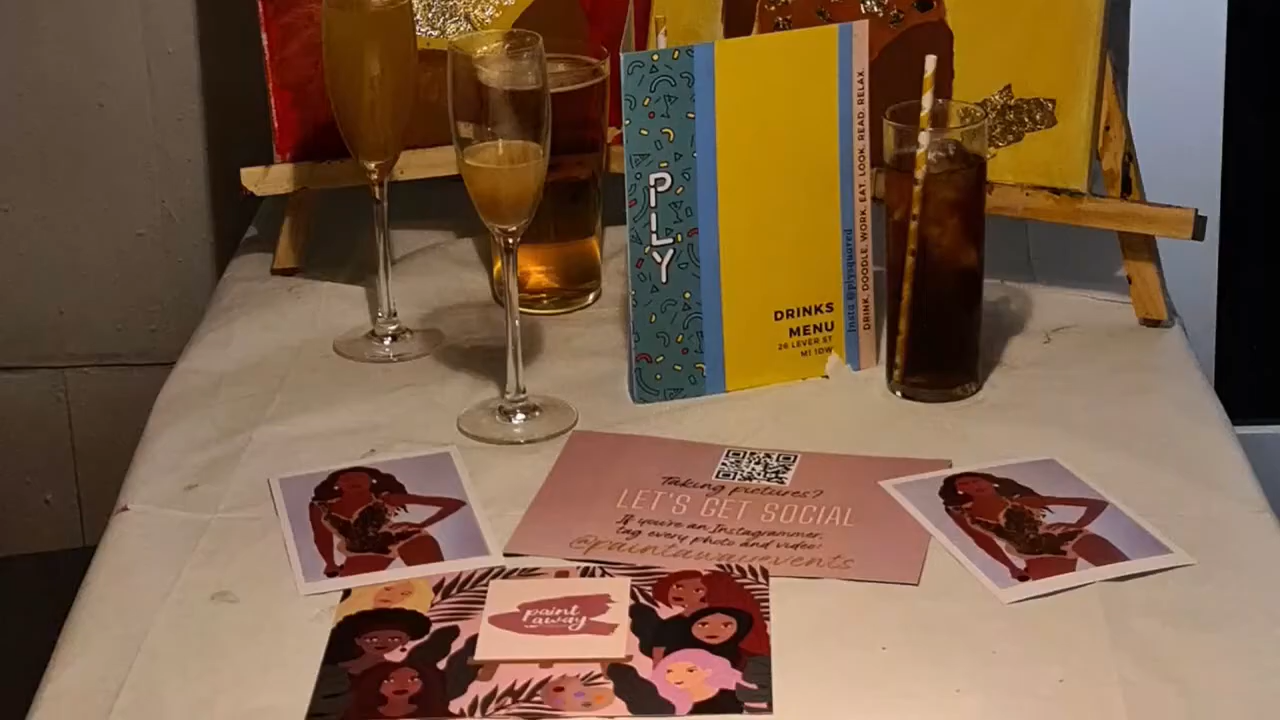 PLY
DRINKS
MENU
26 LEVER ST
M1 1DW
Insta @plysquared
DRINK, DOODLE. WORK. EAT. LOOK. READ. RELAX.
Taking pictures?
LET'S GET SOCIAL
If you're an Instagrammer,
tag every photo and video!
@paintawayevents
paint
away